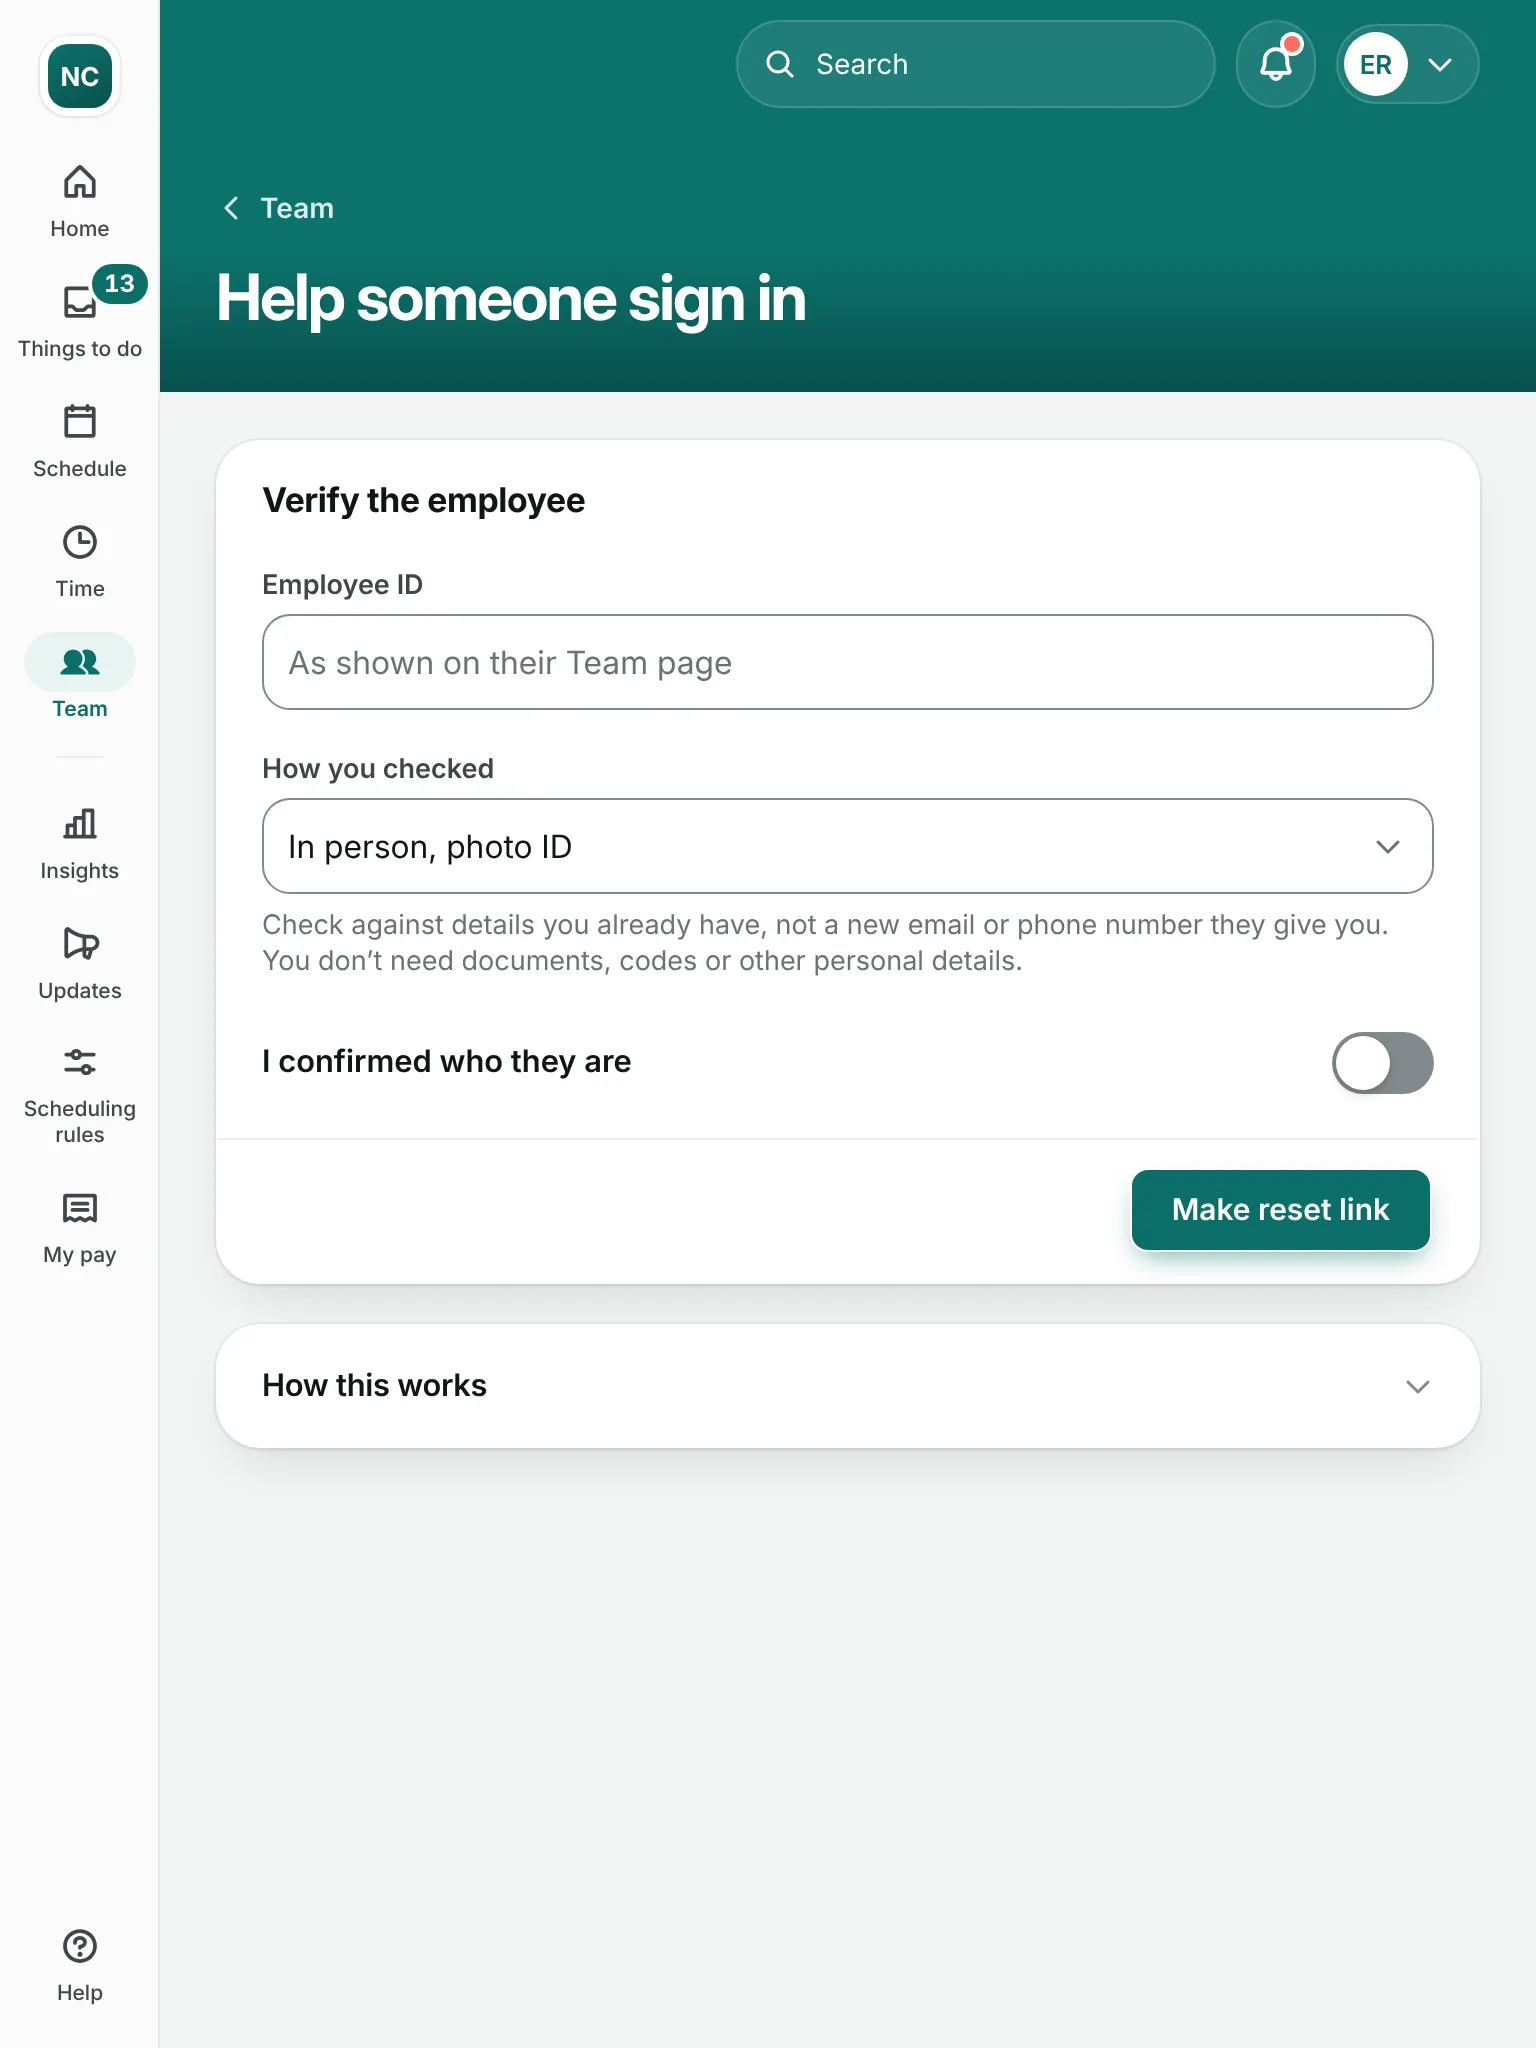 NC
Home
13
Things to do
Schedule
Time
Team
Insights
Updates
Scheduling
rules
My pay
Help
Search
ER
Team
Help someone sign in
Verify the employee
Employee ID
As shown on their Team page
How you checked
In person, photo ID
Check against details you already have, not a new email or phone number they give you.
You don’t need documents, codes or other personal details.
I confirmed who they are
Make reset link
How this works